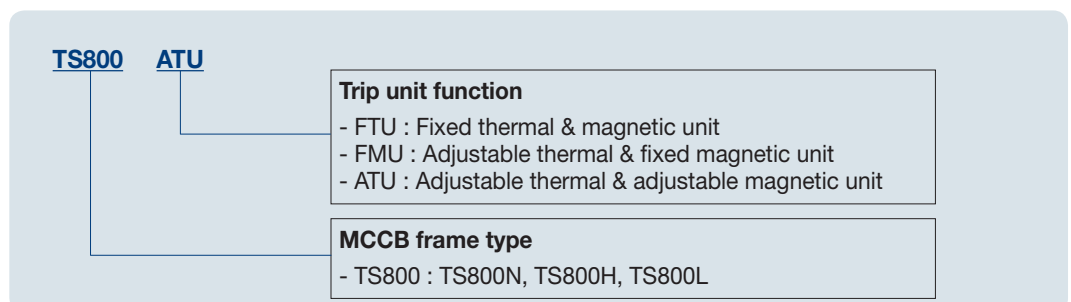 TS800 ATU
Trip unit function
- FTU : Fixed thermal & magnetic unit
- FMU : Adjustable thermal & fixed magnetic unit
- ATU : Adjustable thermal & adjustable magnetic unit
MCCB frame type
- TS800 : TS800N, TS800H, TS800L